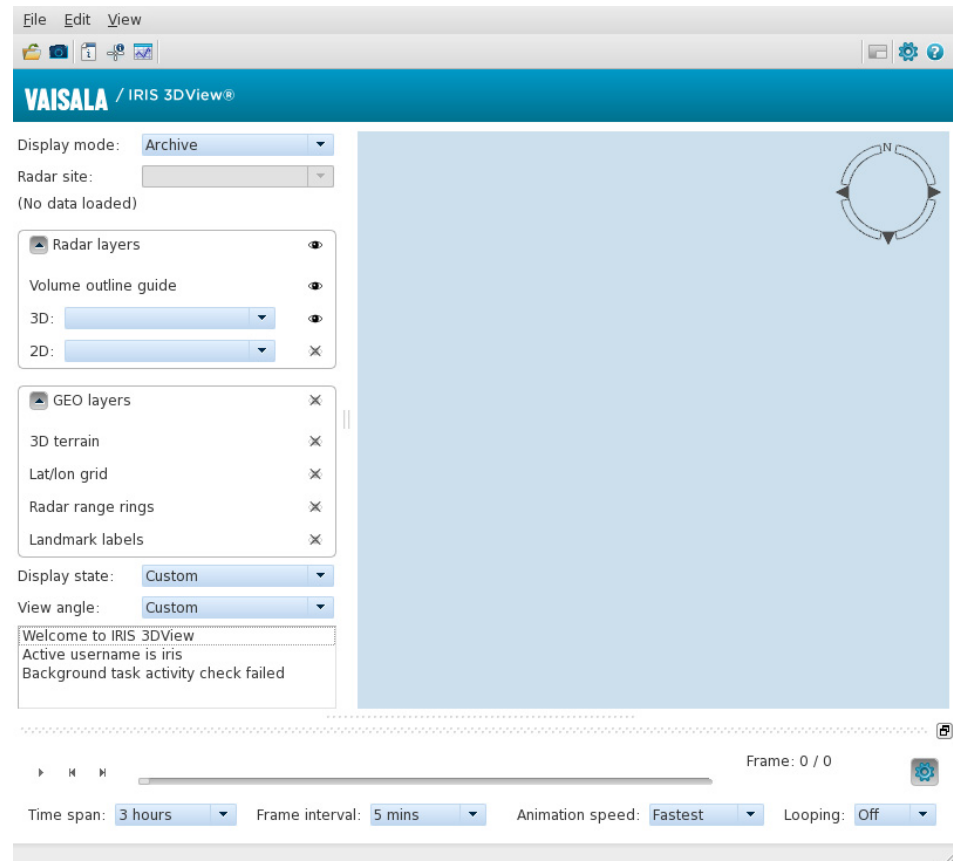 File Edit View
VAISALA / IRIS 3DView®
Display mode: Archive
N
Radar site:
(No data loaded)
Radar layers
Volume outline guide
3D:
2D:
GEO layers
3D terrain
Lat/lon grid
Radar range rings
Landmark labels
Display state: Custom
View angle: Custom
Welcome to IRIS 3DView
Active username is iris
Background task activity check failed
Frame: 0 / 0
Time span: 3 hours Frame interval: 5 mins Animation speed: Fastest Looping: Off